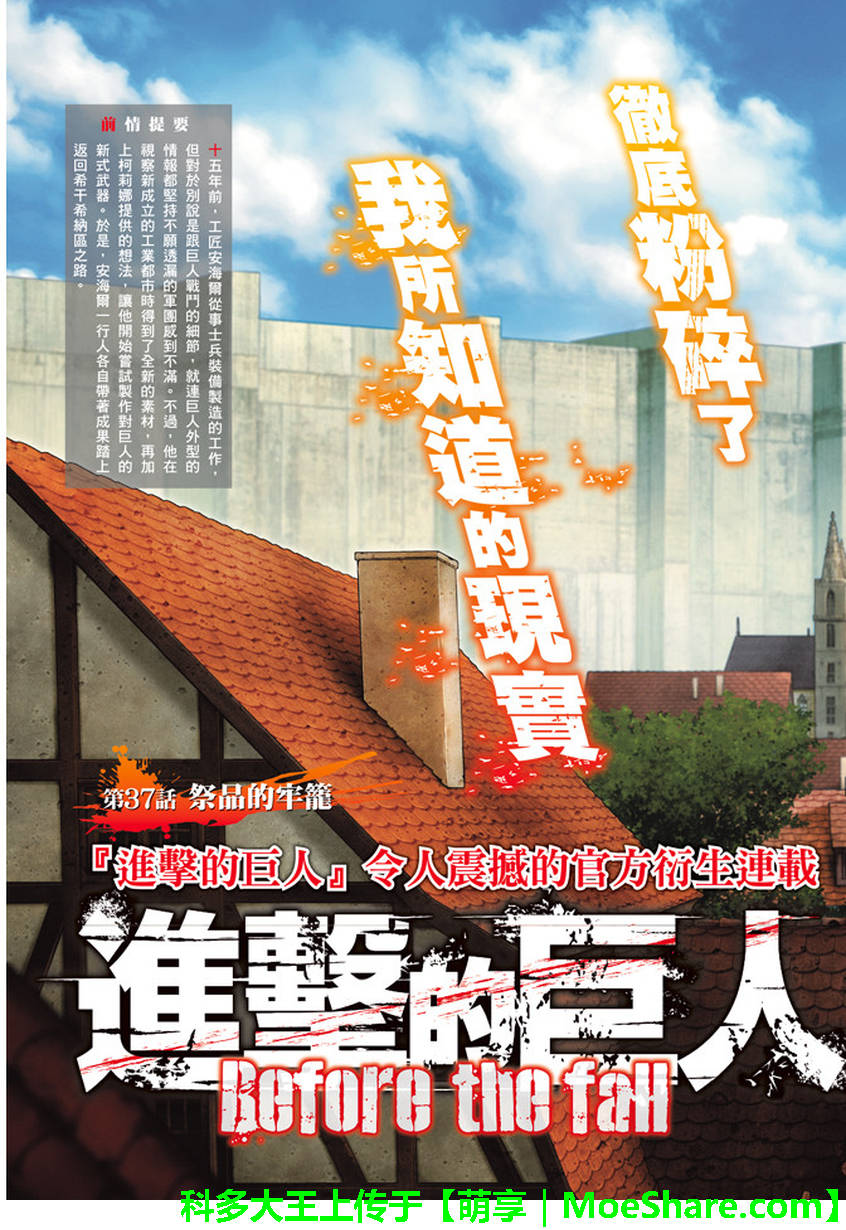 徹底粉碎了
我所知道的現實
前情提要
十五年前，工匠安海爾從事士兵裝備製造的工作，
但對於別說是跟巨人戰鬥的細節，就連巨人外型的
情報都堅持不願透漏的軍團感到不滿。不過，他在
視察新成立的工業都市時得到了全新的素材，再加
上柯莉娜提供的想法，讓他開始嘗試製作對巨人的
新式武器。於是，安海爾一行人各自帶著成果踏上
返回希干希納區之路。
第37話 祭品的牢籠
『進擊的巨人』令人震撼的官方衍生連載
進擊的巨人
Before the fall
科多大王上传于【萌享｜MoeShare.com】